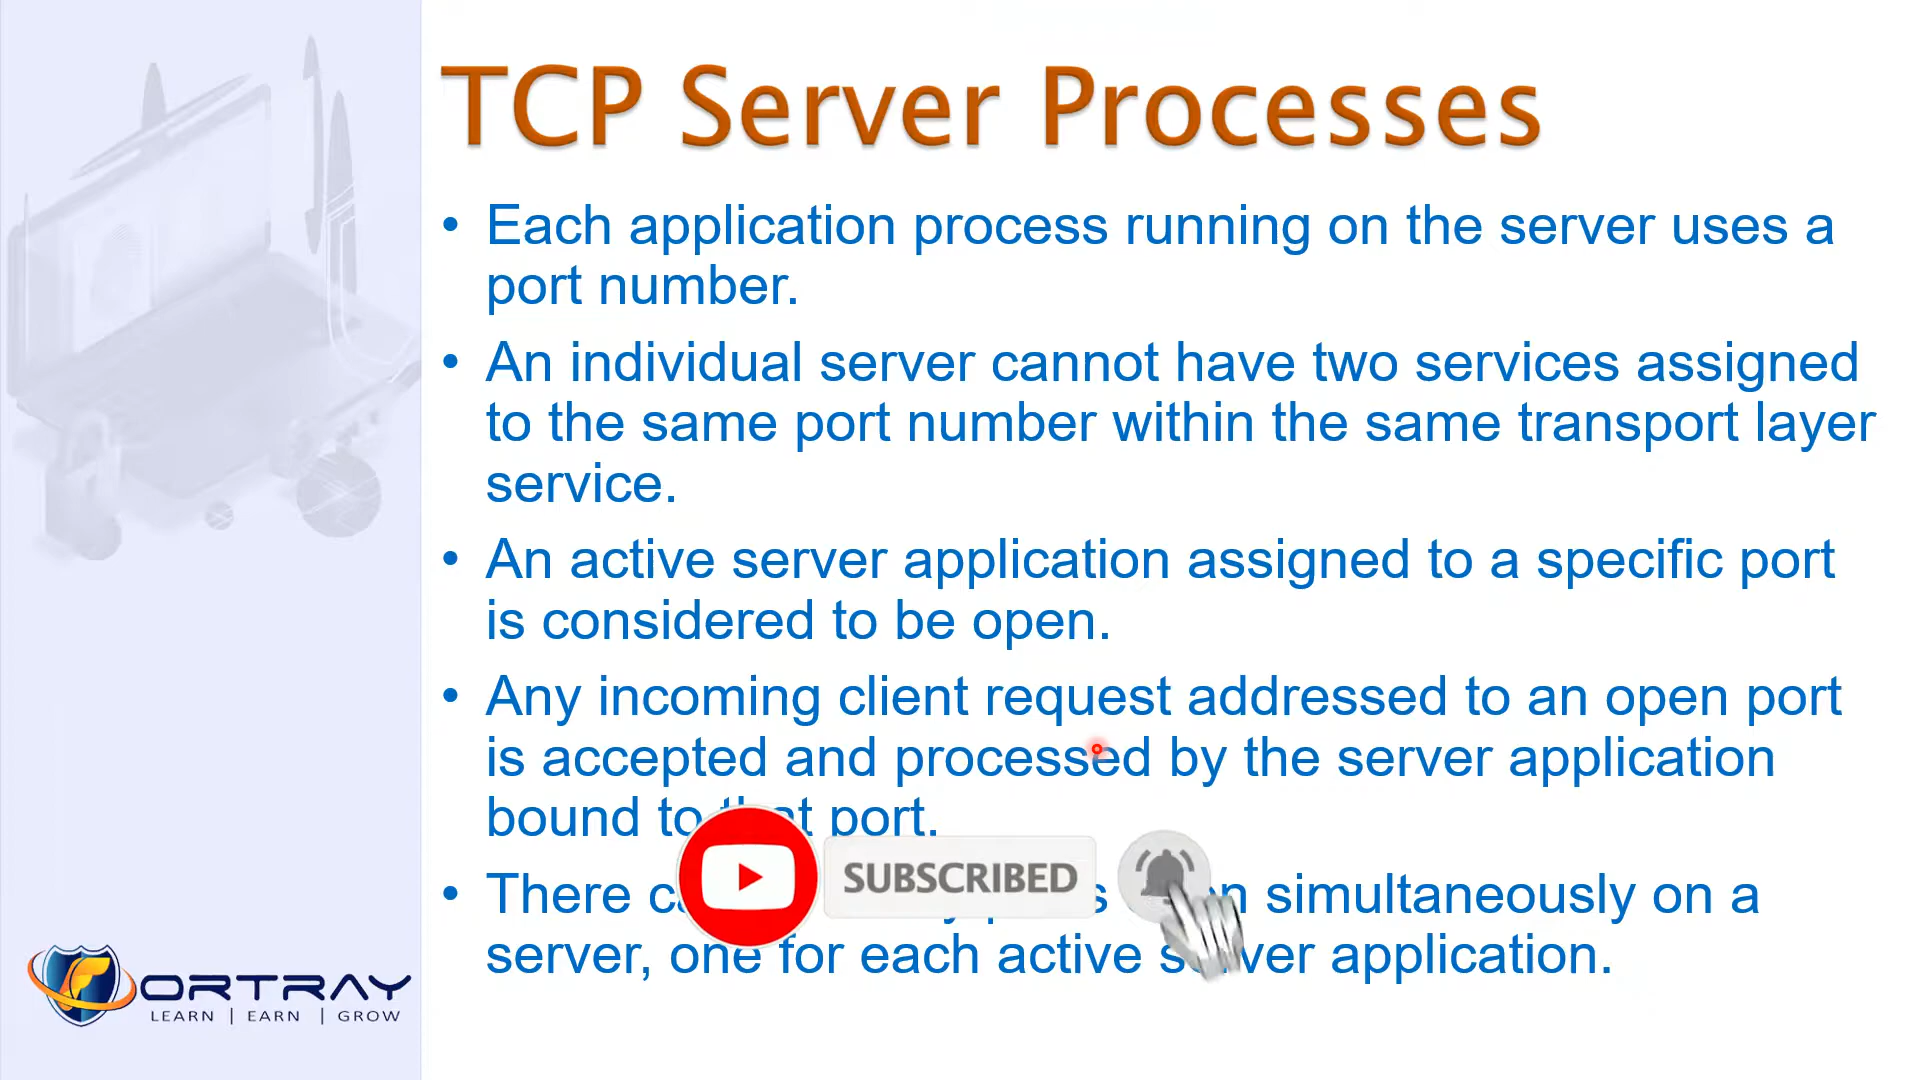 TCP Server Processes
• Each application process running on the server uses a
port number.
• An individual server cannot have two services assigned
to the same port number within the same transport layer
service.
• An active server application assigned to a specific port
is considered to be open.
• Any incoming client request addressed to an open port
is accepted and processed by the server application
bound to that port.
SUBSCRIBED
• There simultaneously on a
server, one for each active server application.
ORTRAY
LEARN | EARN | GROW